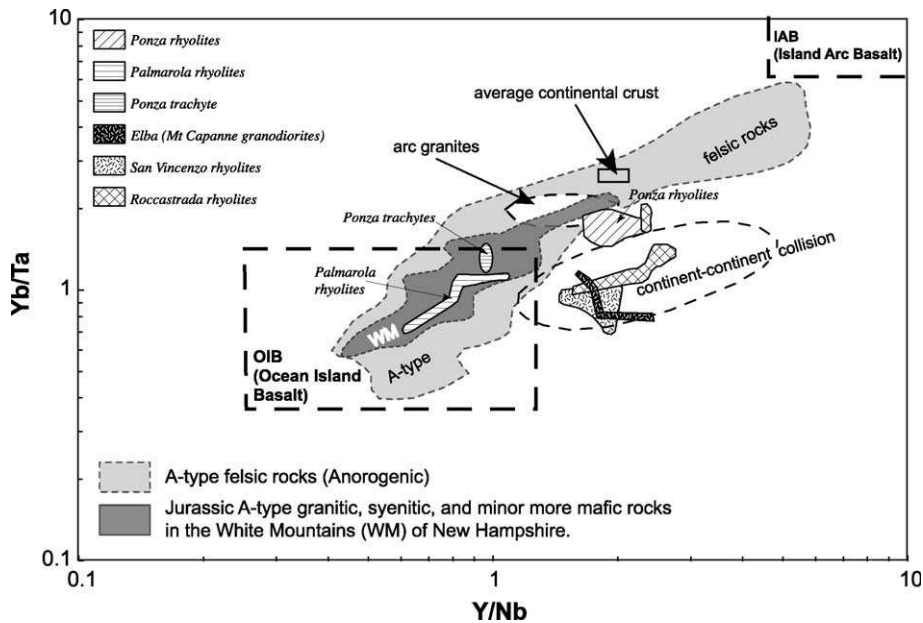 10
Ponza rhyolites
Palmarola rhyolites
Ponza trachyte
Elba (Mt Capanne granodiorites)
San Vincenzo rhyolites
Roccastrada rhyolites
IAB
(Island Arc Basalt)
average continental crust
arc granites
felsic rocks
Ponza rhyolites
Ponza trachytes
Palmarola
rhyolites
continent-continent collision
Yb/Ta
1
WM
A-type
OIB
(Ocean Island
Basalt)
A-type felsic rocks (Anorogenic)
Jurassic A-type granitic, syenitic, and minor more mafic rocks
in the White Mountains (WM) of New Hampshire.
0.1
0.1
1
10
Y/Nb